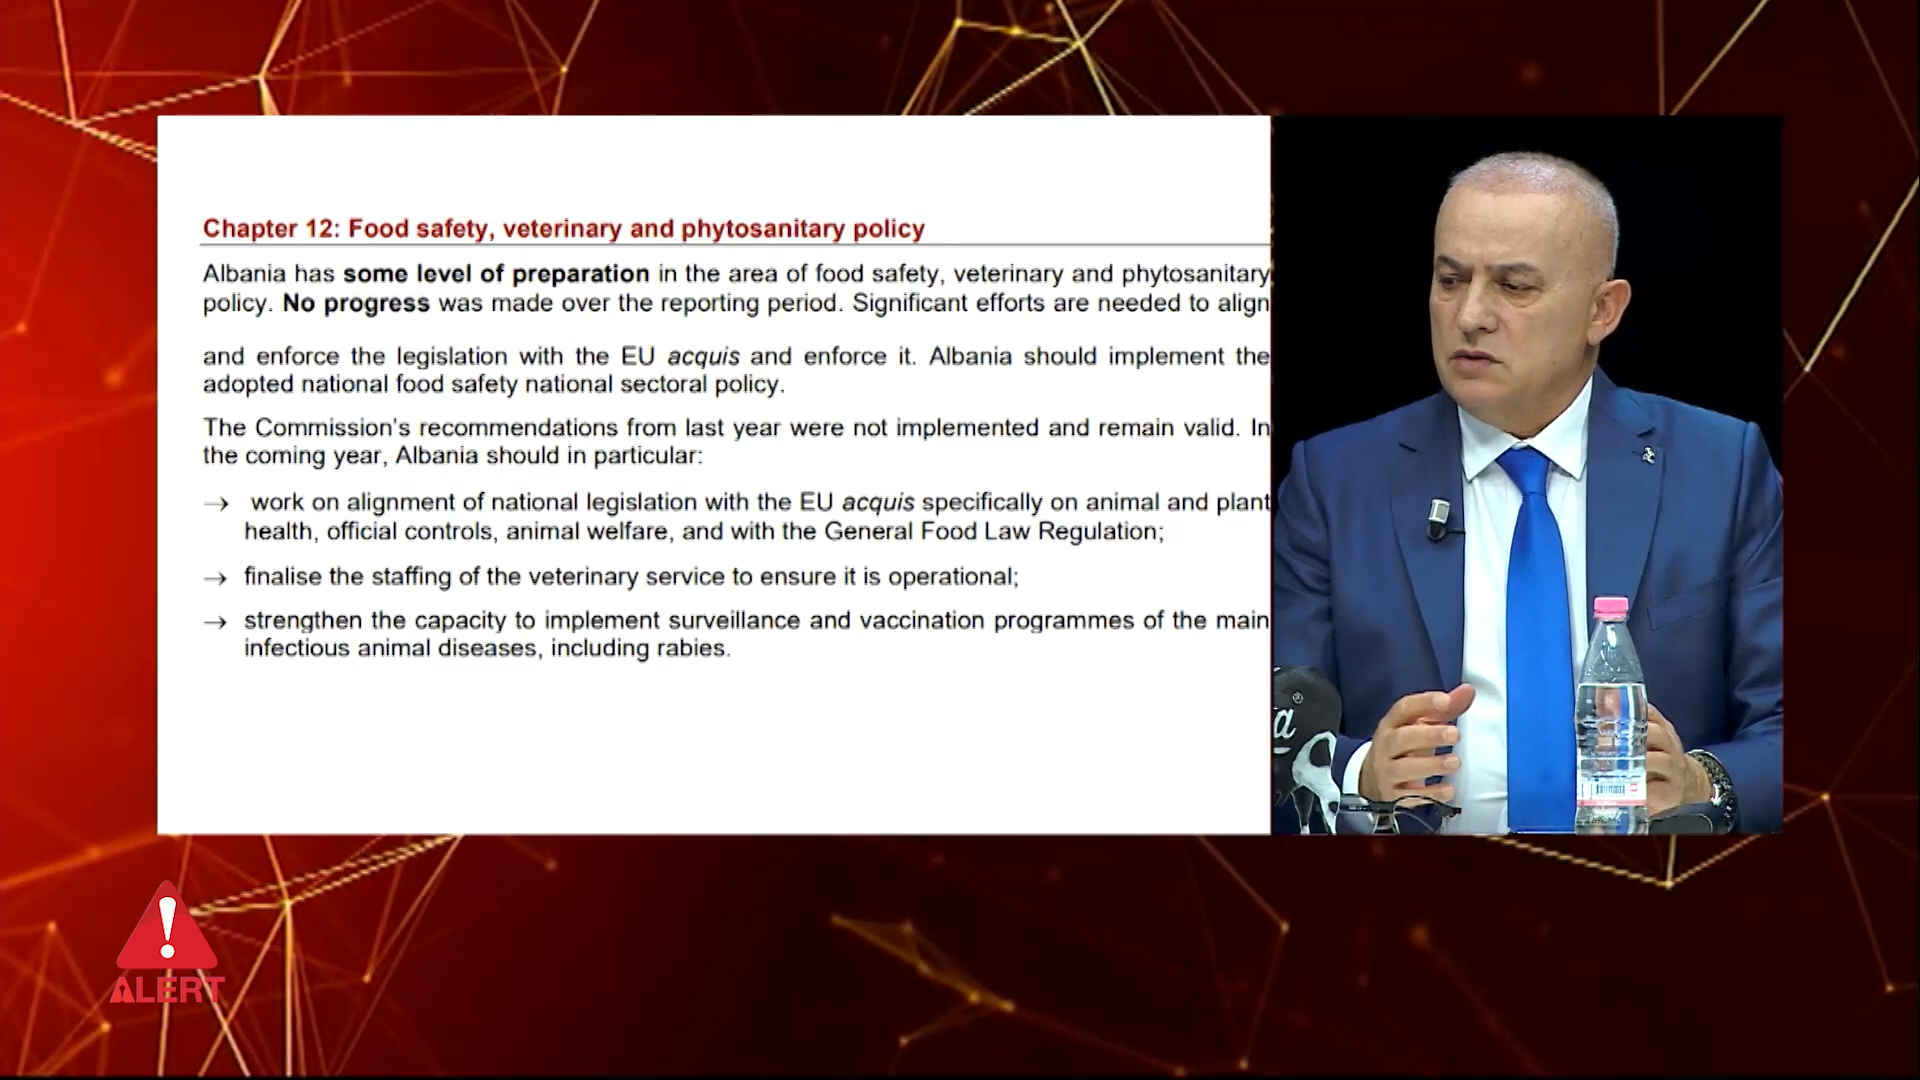 Chapter 12: Food safety, veterinary and phytosanitary policy
Albania has some level of preparation in the area of food safety, veterinary and phytosanitary
policy. No progress was made over the reporting period. Significant efforts are needed to align
and enforce the legislation with the EU acquis and enforce it. Albania should implement the
adopted national food safety national sectoral policy.
The Commission's recommendations from last year were not implemented and remain valid. In
the coming year, Albania should in particular:
→ work on alignment of national legislation with the EU acquis specifically on animal and plant
health, official controls, animal welfare, and with the General Food Law Regulation;
→ finalise the staffing of the veterinary service to ensure it is operational;
→ strengthen the capacity to implement surveillance and vaccination programmes of the main
infectious animal diseases, including rabies.
!
ALERT